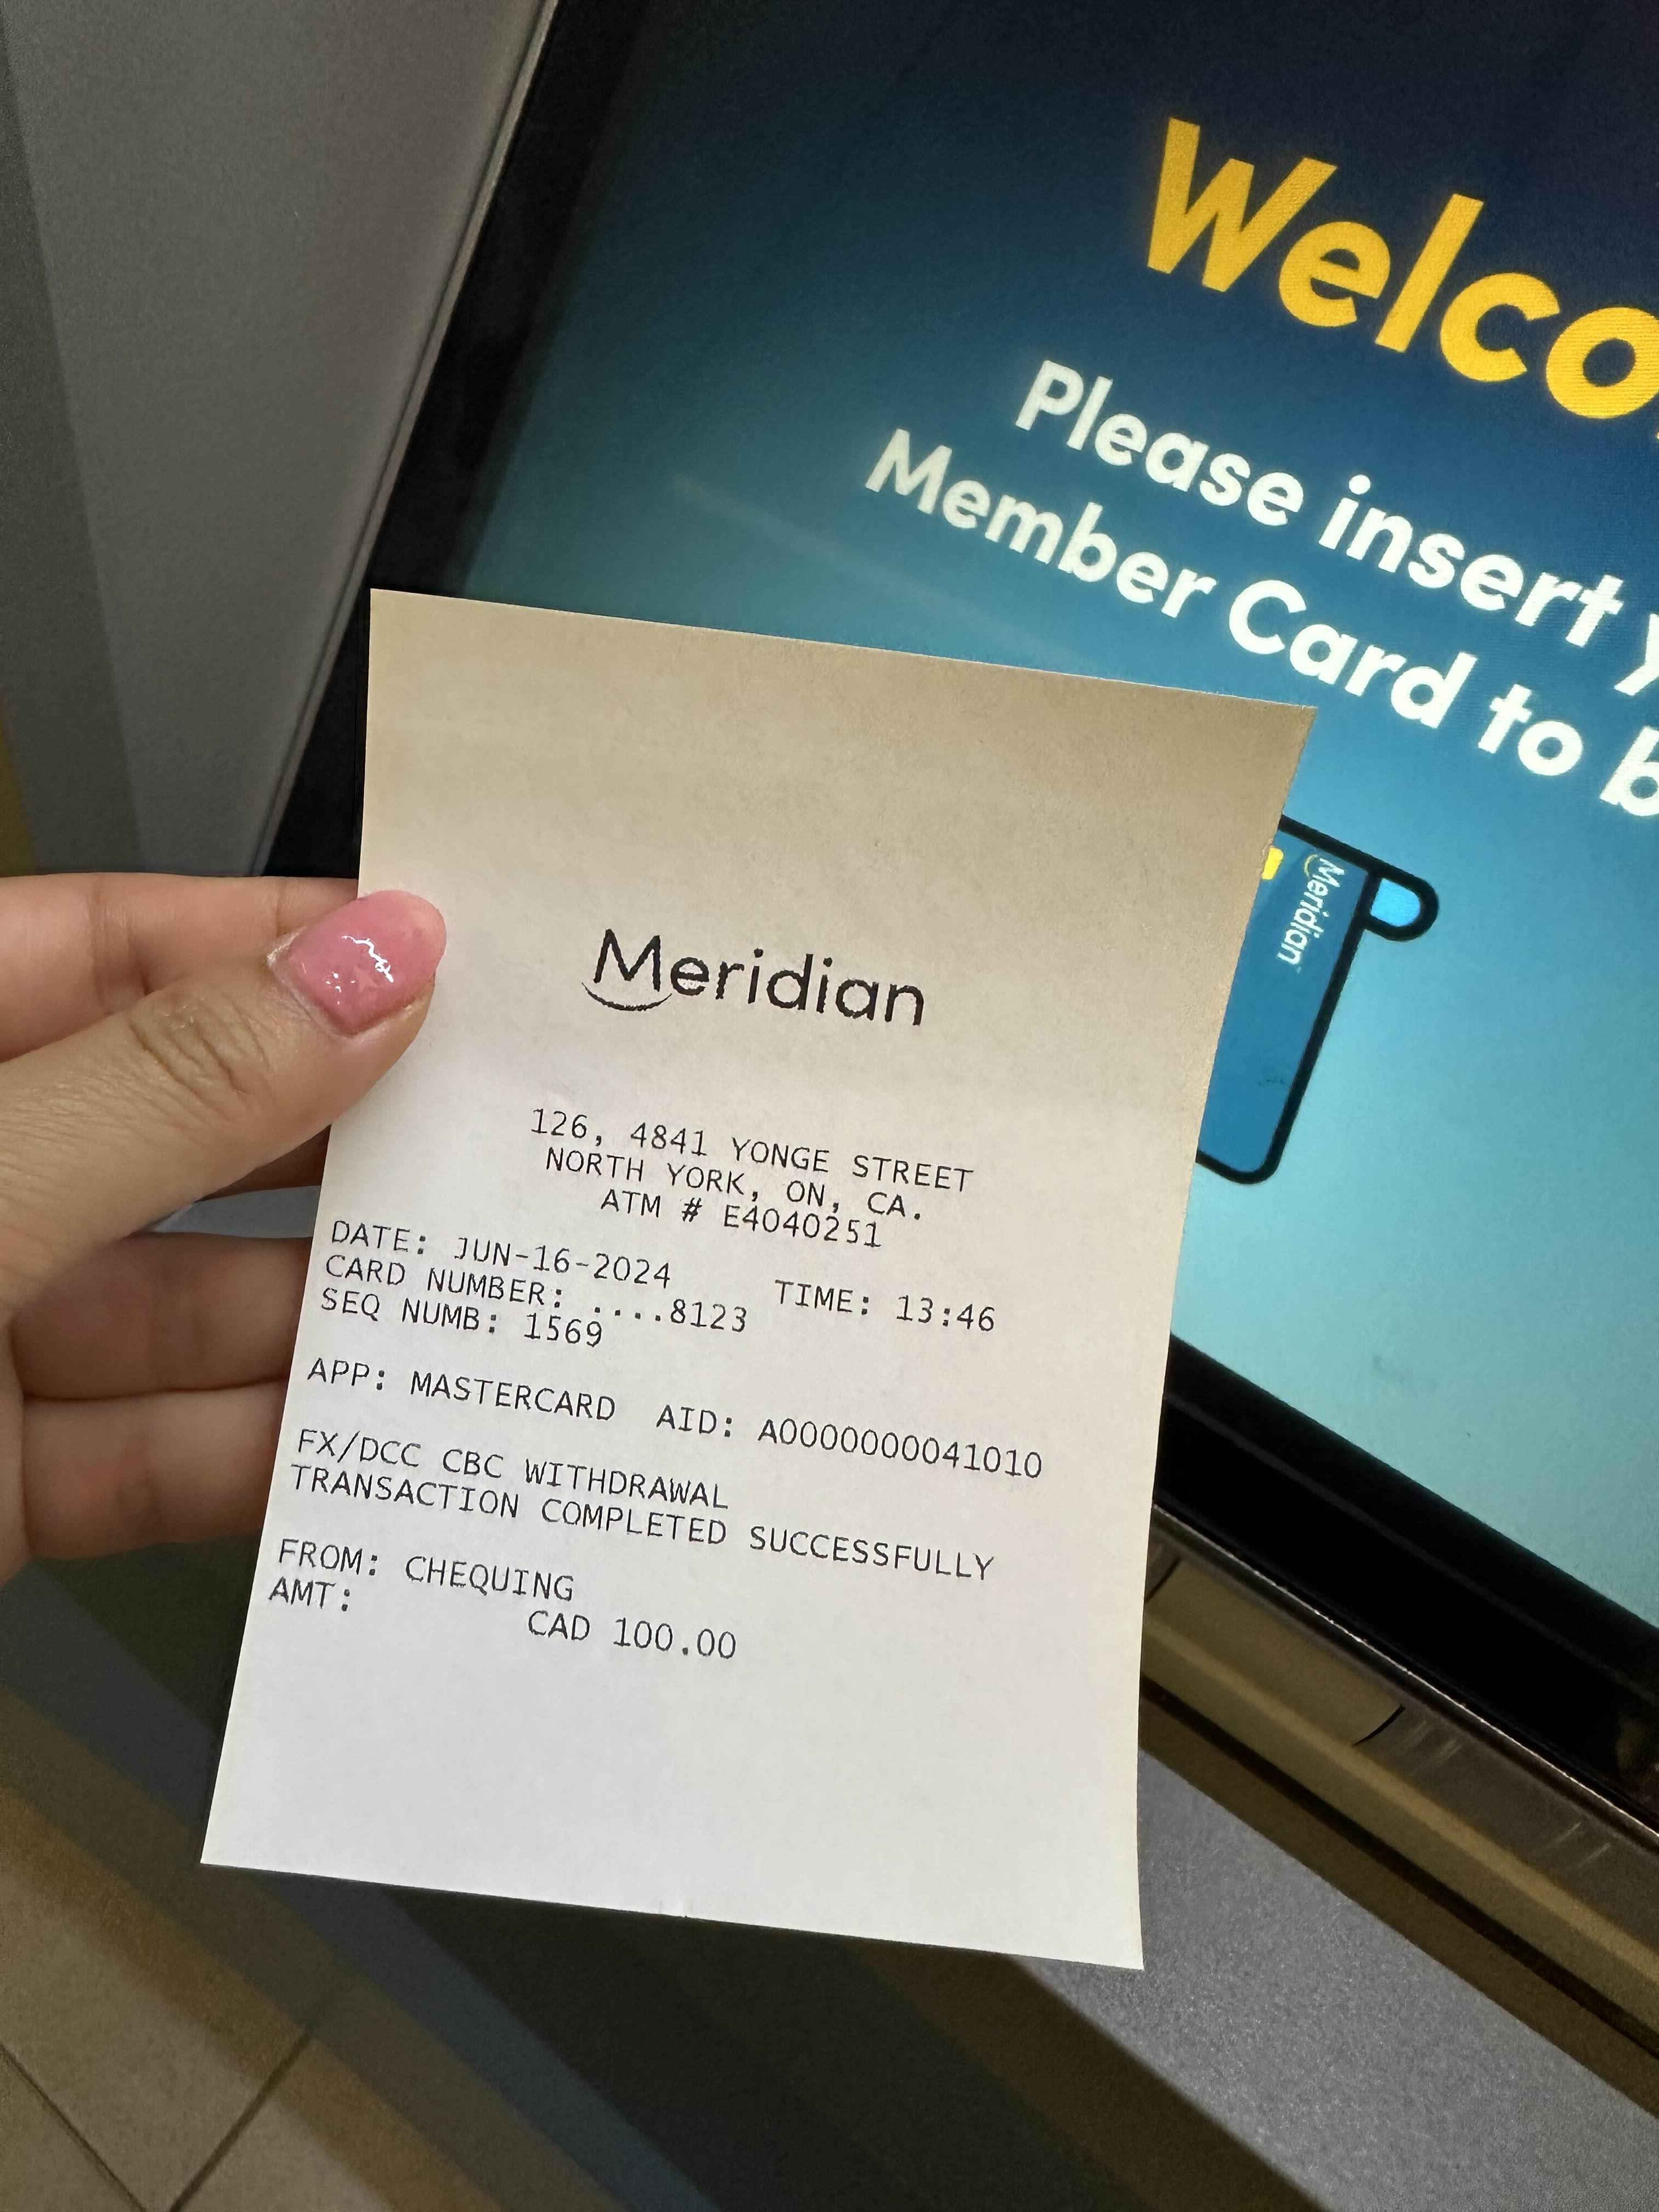 Welco
Please insert y
Member Card to b
Meridian
Meridian
126, 4841 YONGE STREET
NORTH YORK, ON, CA.
ATM # E4040251
DATE: JUN-16-2024 TIME: 13:46
CARD NUMBER: ....8123
SEQ NUMB: 1569
APP: MASTERCARD AID: A0000000041010
FX/DCC CBC WITHDRAWAL
TRANSACTION COMPLETED SUCCESSFULLY
FROM: CHEQUING
AMT: CAD 100.00